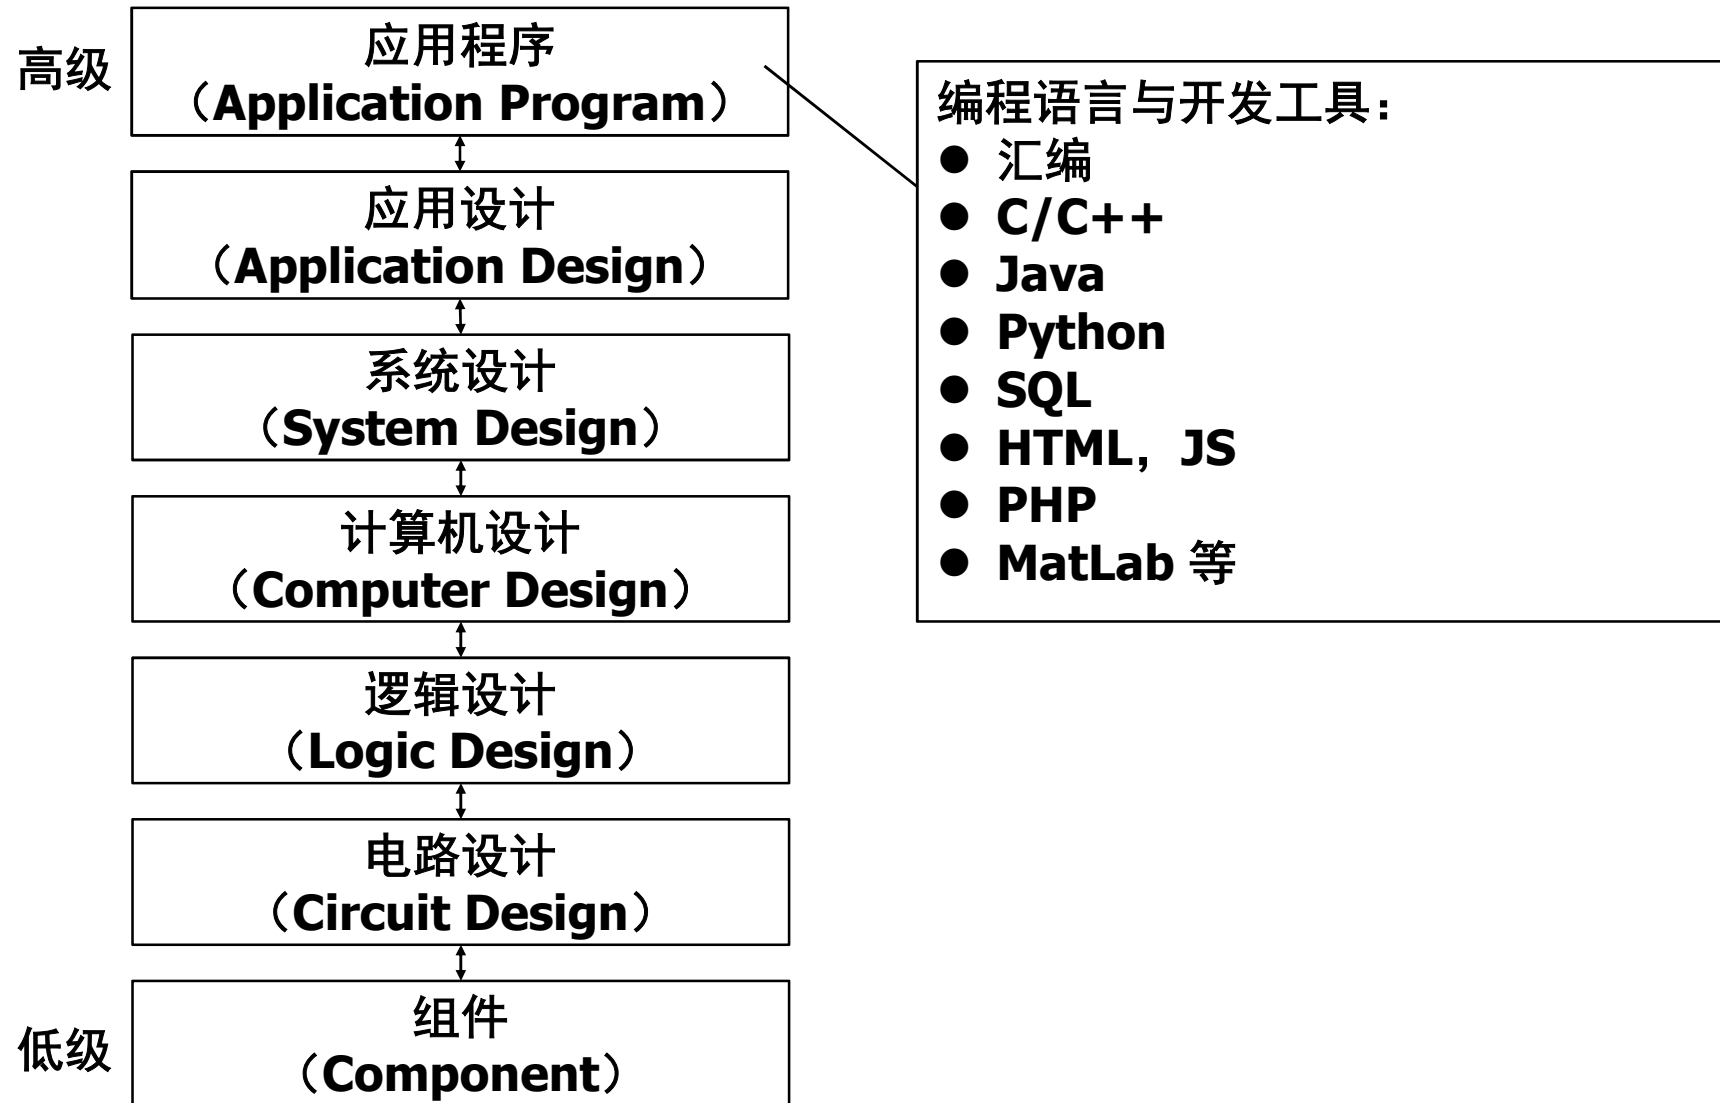 高级
应用程序
（Application Program）
应用设计
（Application Design）
系统设计
（System Design）
计算机设计
（Computer Design）
逻辑设计
（Logic Design）
电路设计
（Circuit Design）
低级
组件
（Component）
编程语言与开发工具：
● 汇编
● C/C++
● Java
● Python
● SQL
● HTML，JS
● PHP
● MatLab 等